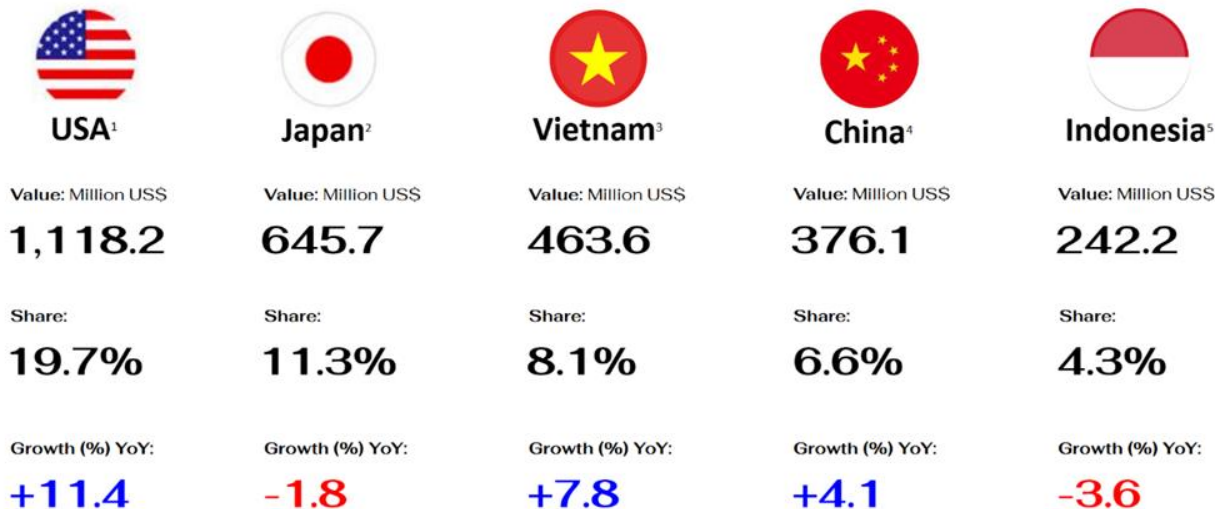 USA¹
Japan²
Vietnam³
China⁴
Indonesia⁵
Value: Million US$
Value: Million US$
Value: Million US$
Value: Million US$
Value: Million US$
1,118.2
645.7
463.6
376.1
242.2
Share:
Share:
Share:
Share:
Share:
19.7%
11.3%
8.1%
6.6%
4.3%
Growth (%) YoY:
Growth (%) YoY:
Growth (%) YoY:
Growth (%) YoY:
Growth (%) YoY:
+11.4
-1.8
+7.8
+4.1
-3.6